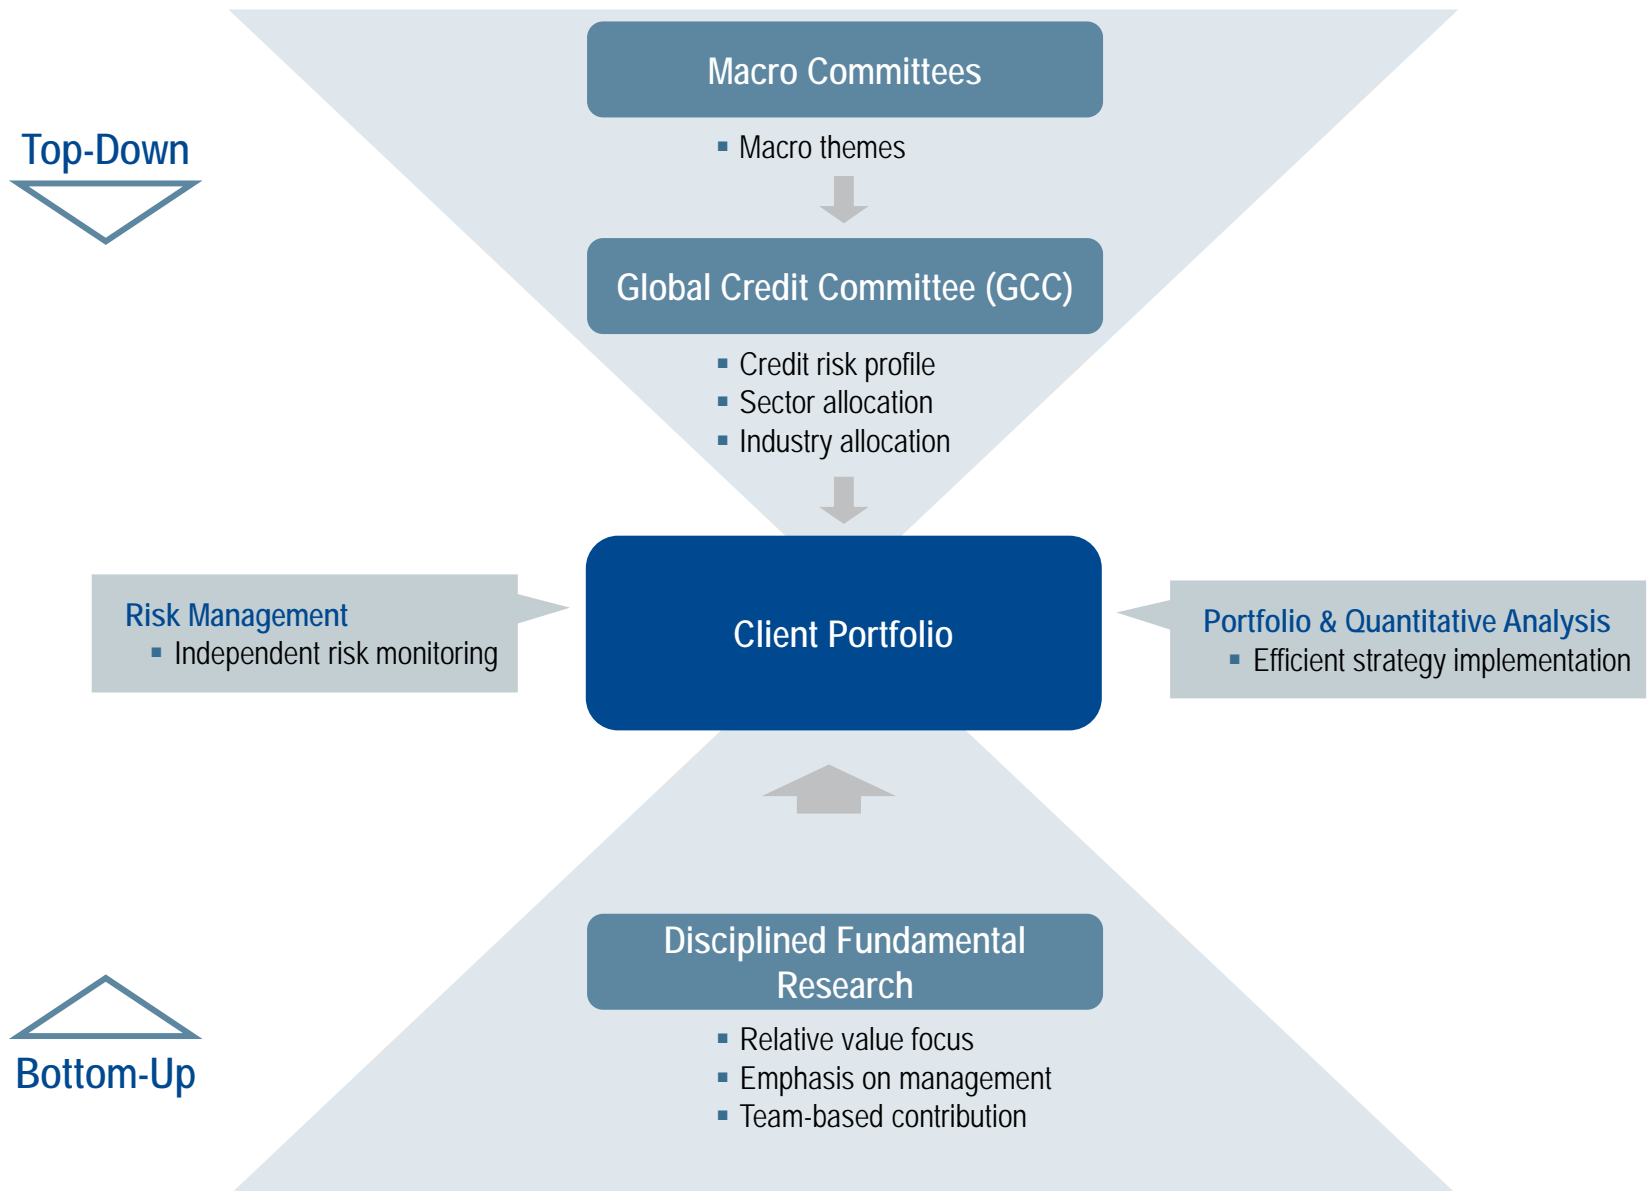 Macro Committees
Top-Down
▪ Macro themes
Global Credit Committee (GCC)
▪ Credit risk profile
▪ Sector allocation
▪ Industry allocation
Risk Management
▪ Independent risk monitoring
Client Portfolio
Portfolio & Quantitative Analysis
▪ Efficient strategy implementation
Disciplined Fundamental
Research
Bottom-Up
▪ Relative value focus
▪ Emphasis on management
▪ Team-based contribution